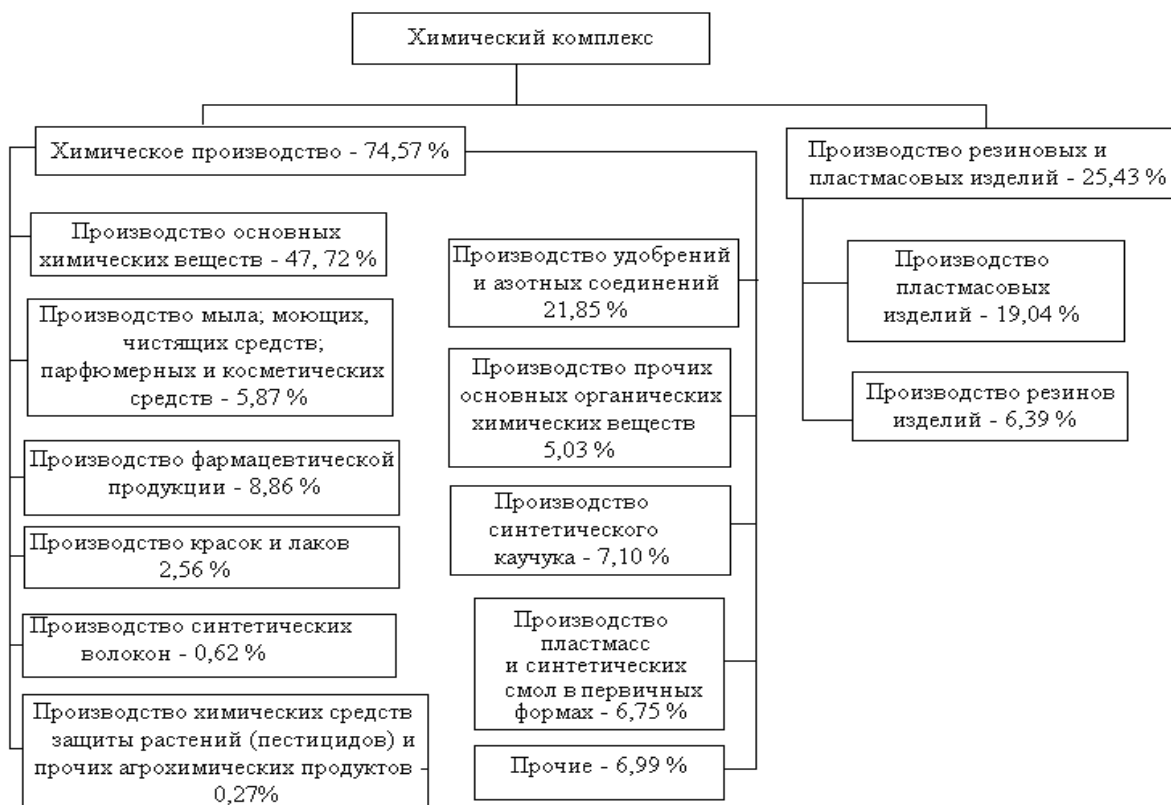 Химический комплекс
Химическое производство - 74,57 %
Производство основных
химических веществ - 47, 72 %
Производство мыла; моющих,
чистящих средств;
парфюмерных и косметических
средств - 5,87 %
Производство фармацевтической
продукции - 8,86 %
Производство красок и лаков
2,56 %
Производство синтетических
волокон - 0,62 %
Производство химических средств
защиты растений (пестицидов) и
прочих агрохимических продуктов -
0,27%
Производство удобрений
и азотных соединений
21,85 %
Производство прочих
основных органических
химических веществ
5,03 %
Производство
синтетического
каучука - 7,10 %
Производство
пластмасс
и синтетических
смол в первичных
формах - 6,75 %
Прочие - 6,99 %
Производство резиновых и
пластмасовых изделий - 25,43 %
Производство
пластмасовых
изделий - 19,04 %
Производство резинов
изделий - 6,39 %